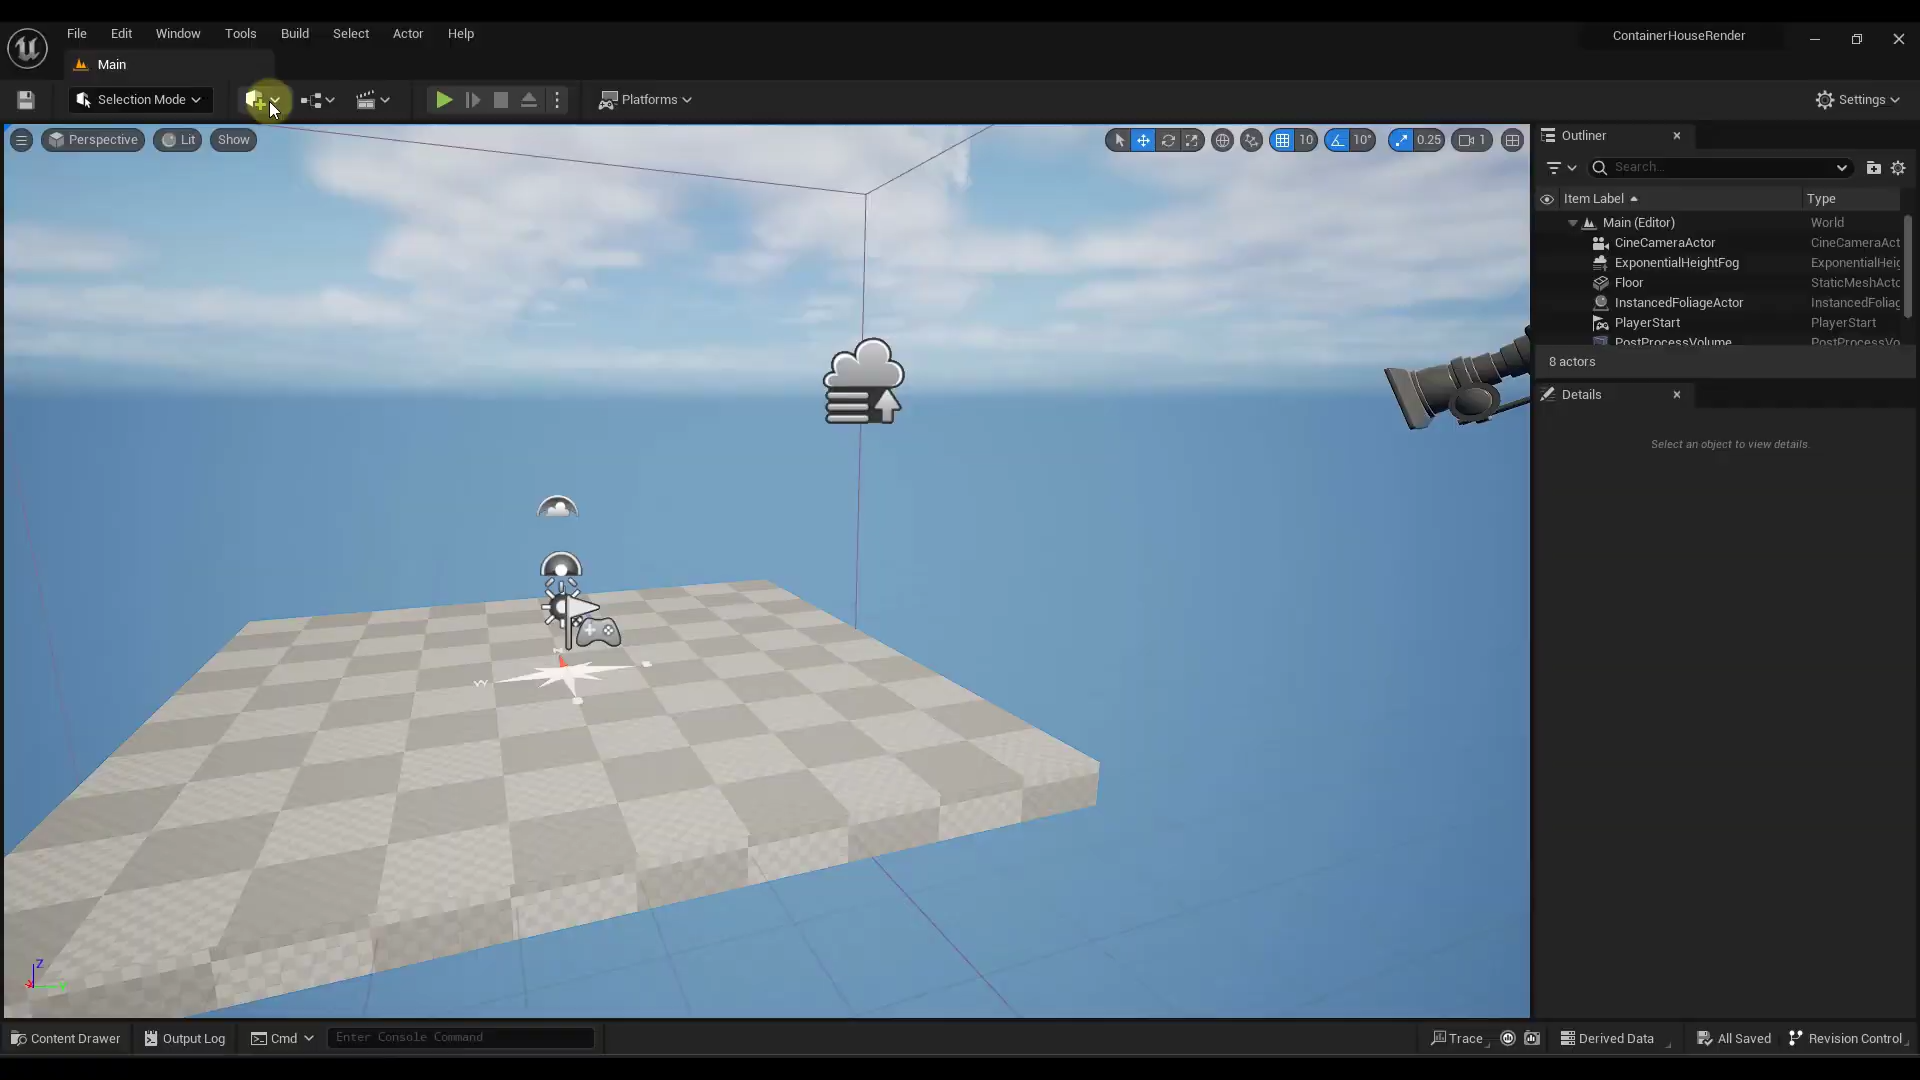 File Edit Window Tools Build Select Actor Help
ContainerHouseRender
Main
Selection Mode
Platforms
Settings
Perspective Lit Show
10 10° 0.25 1
Outliner
Search...
Item Label Type
Main (Editor) World
CineCameraActor CineCameraAct
ExponentialHeightFog ExponentialHeig
Floor StaticMeshActo
InstancedFoliageActor InstancedFoliag
PlayerStart PlayerStart
PostProcessVolume PostProcessVo
8 actors
Details
Select an object to view details.
W
Z
Content Drawer Output Log Cmd Enter Console Command
Trace Derived Data All Saved Revision Control